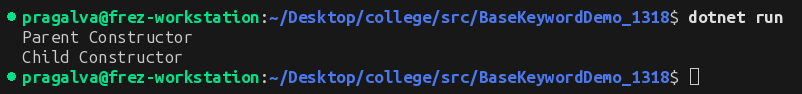 pragalva@frez-workstation:~/Desktop/college/src/BaseKeywordDemo_1318$ dotnet run
Parent Constructor
Child Constructor
pragalva@frez-workstation:~/Desktop/college/src/BaseKeywordDemo_1318$